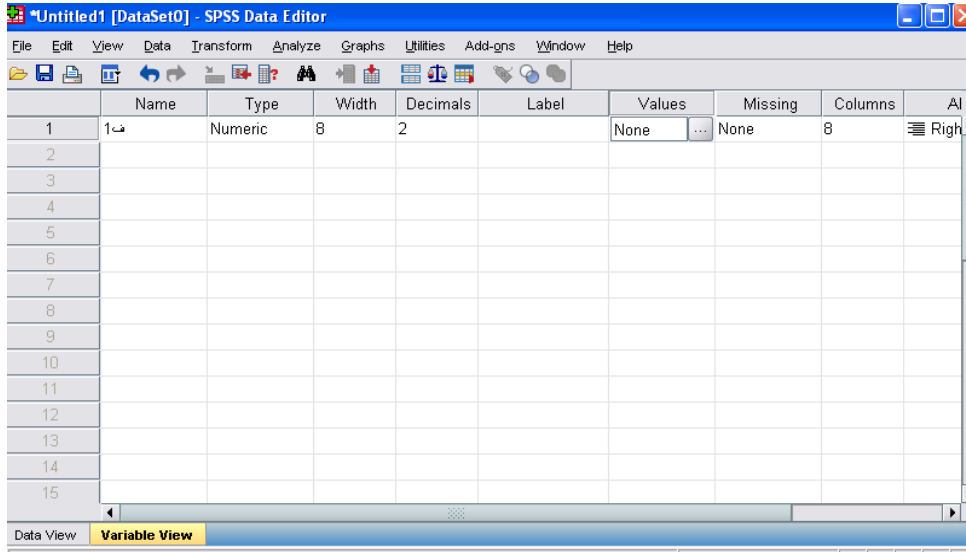 *Untitled1 [DataSet0] - SPSS Data Editor
File Edit View Data Transform Analyze Graphs Utilities Add-ons Window Help
Name Type Width Decimals Label Values Missing Columns Al
1 ف1 Numeric 8 2 None ... None 8 Righ
2
3
4
5
6
7
8
9
10
11
12
13
14
15
Data View Variable View